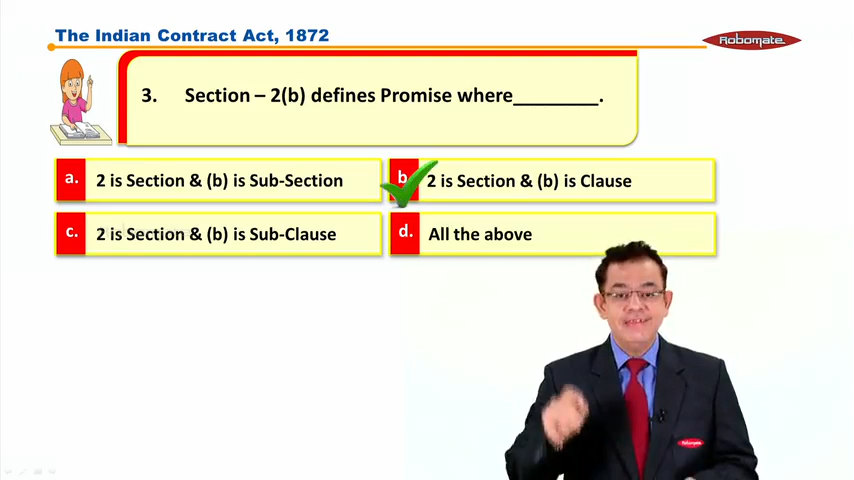 The Indian Contract Act, 1872
Robomate
3. Section – 2(b) defines Promise where________.
a. 2 is Section & (b) is Sub-Section
b. 2 is Section & (b) is Clause
c. 2 is Section & (b) is Sub-Clause
d. All the above
Robomate